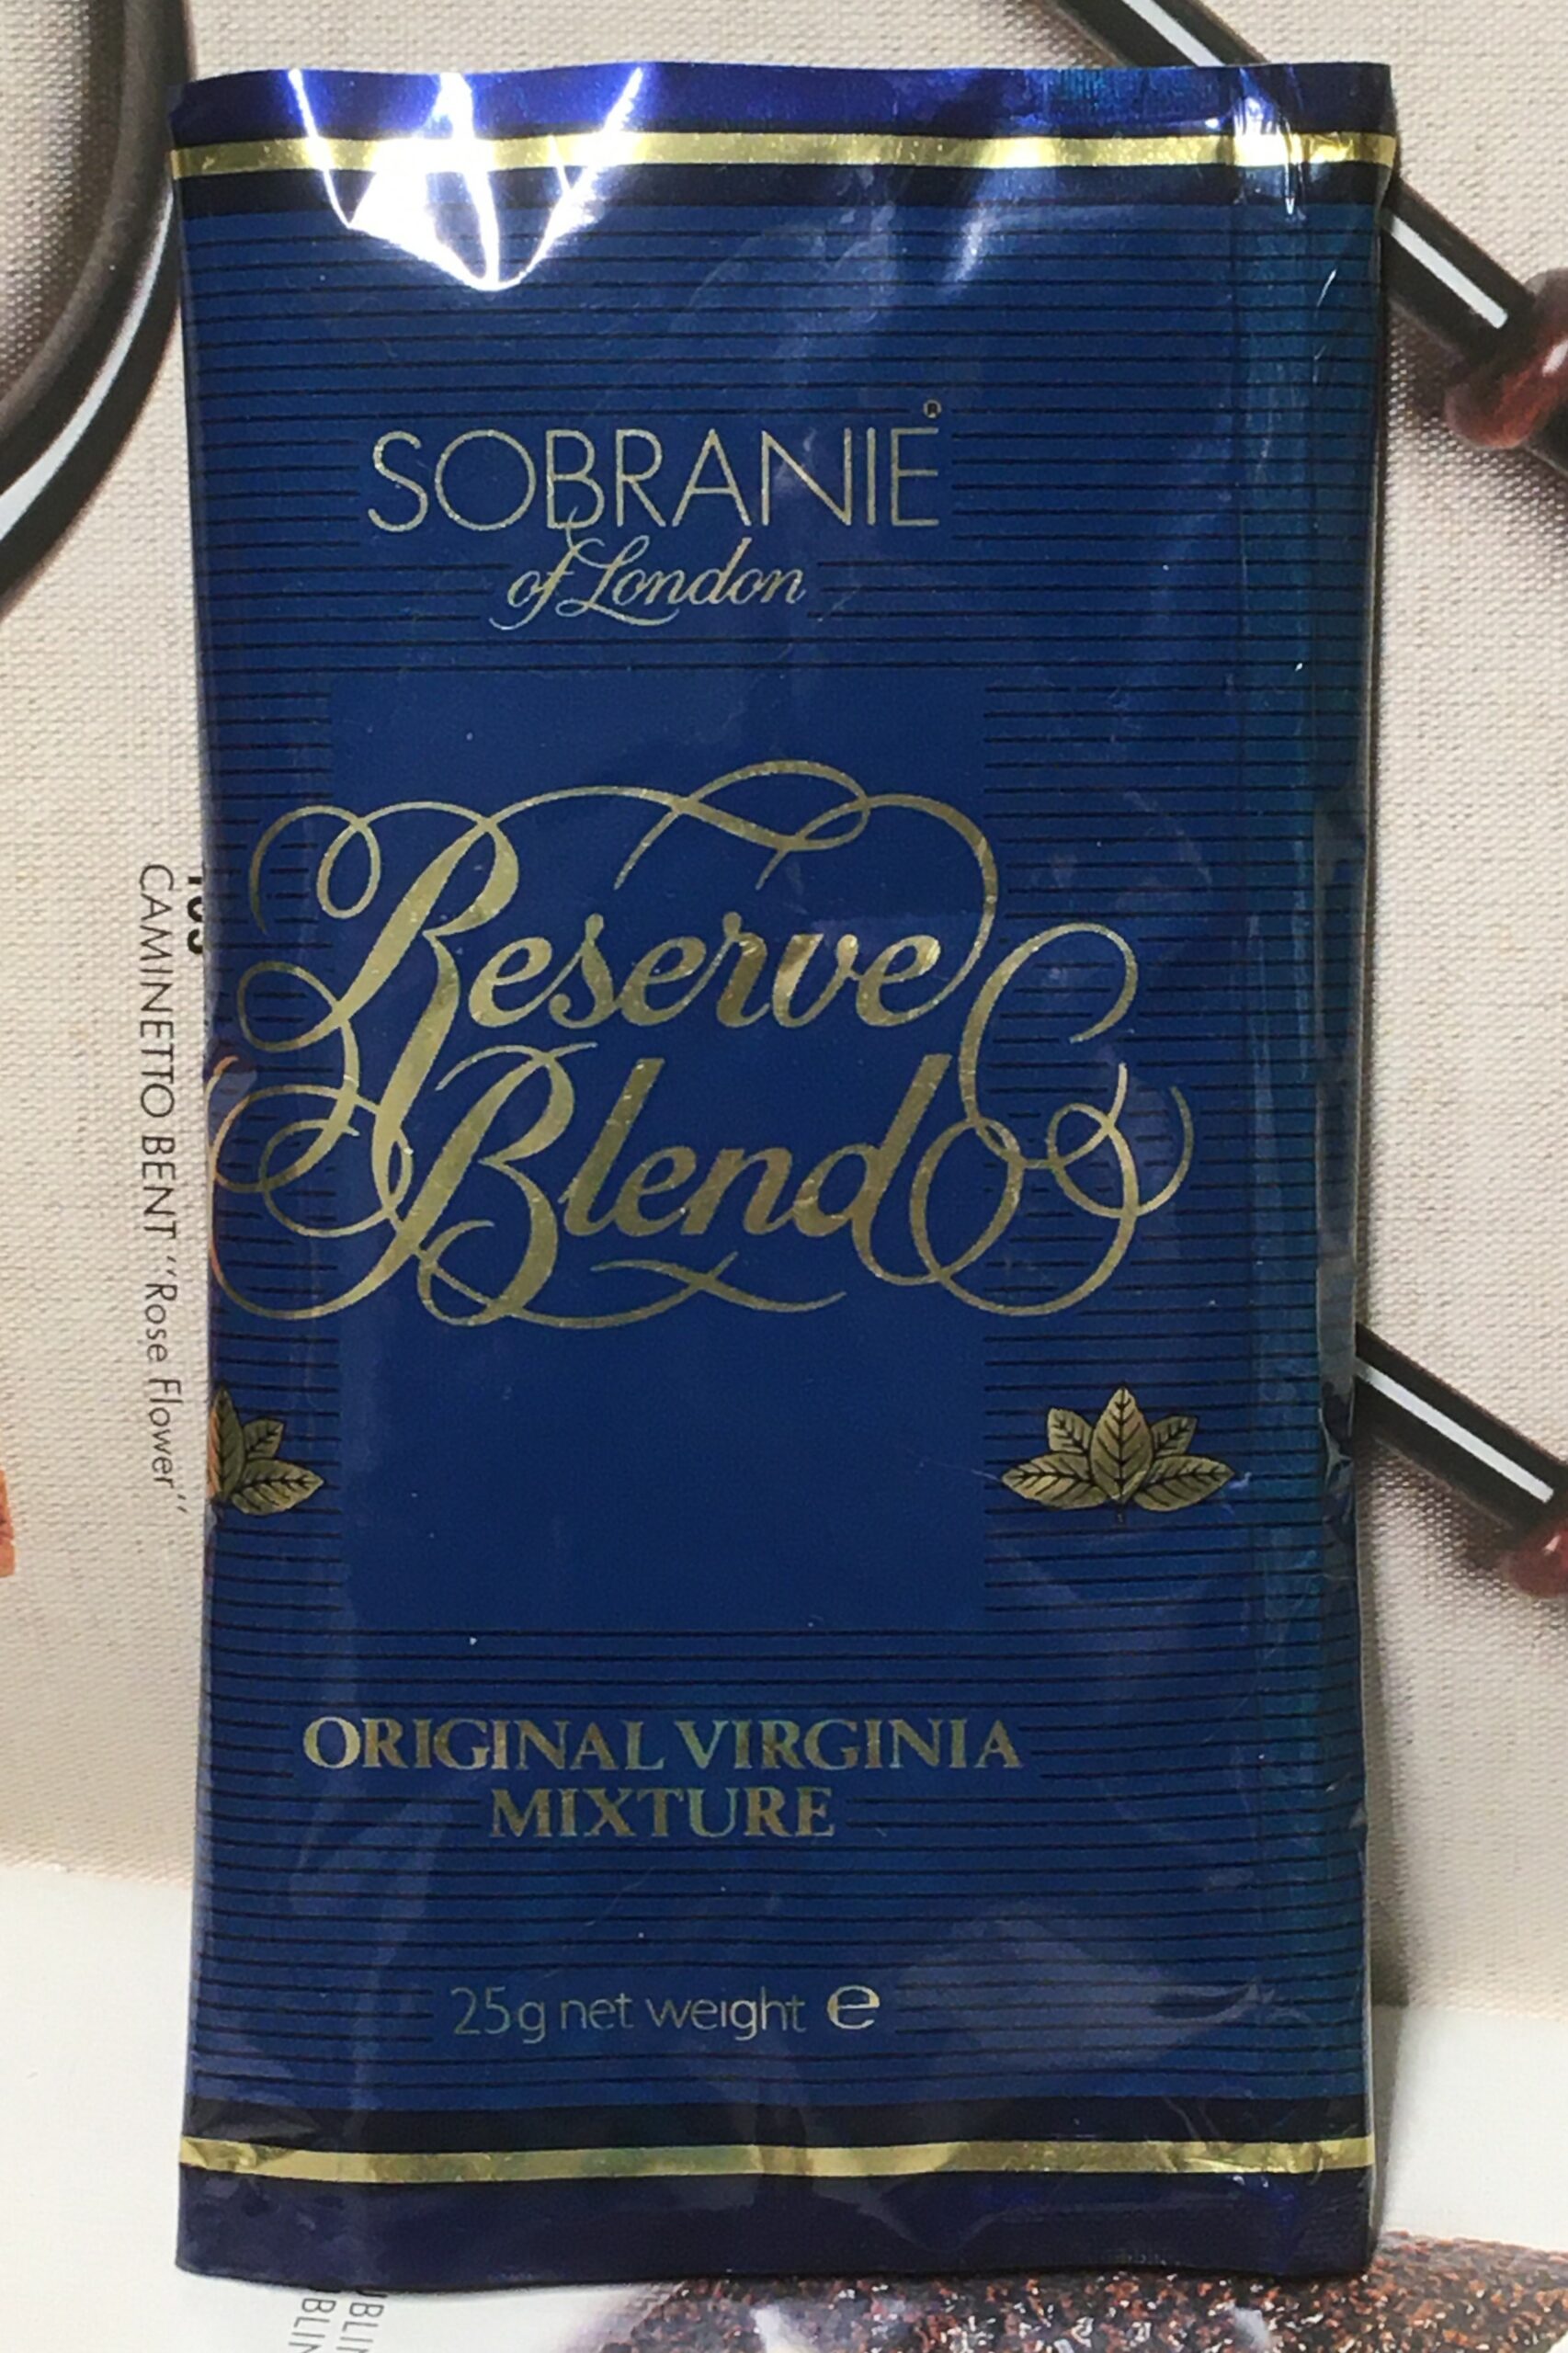 SOBRANIE®
of London
Reserve
Blend
ORIGINAL VIRGINIA
MIXTURE
25g net weight ℮
CAMINETTO BENT "Rose Flower"